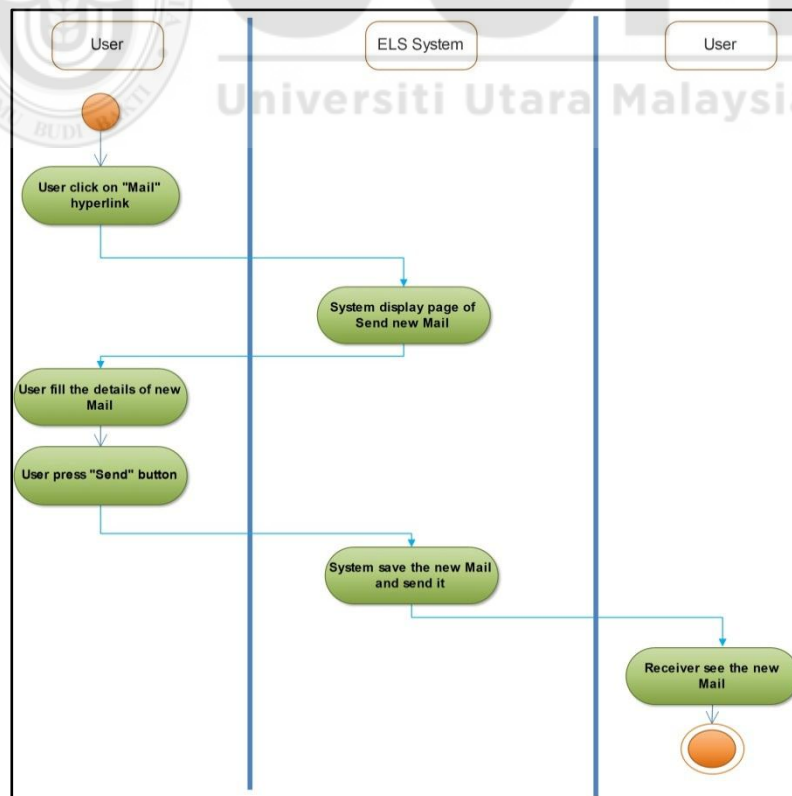 User
ELS System
User
Universiti Utara Malaysia
BUDI BAKTI
User click on "Mail"
hyperlink
System display page of
Send new Mail
User fill the details of new
Mail
User press "Send" button
System save the new Mail
and send it
Receiver see the new
Mail